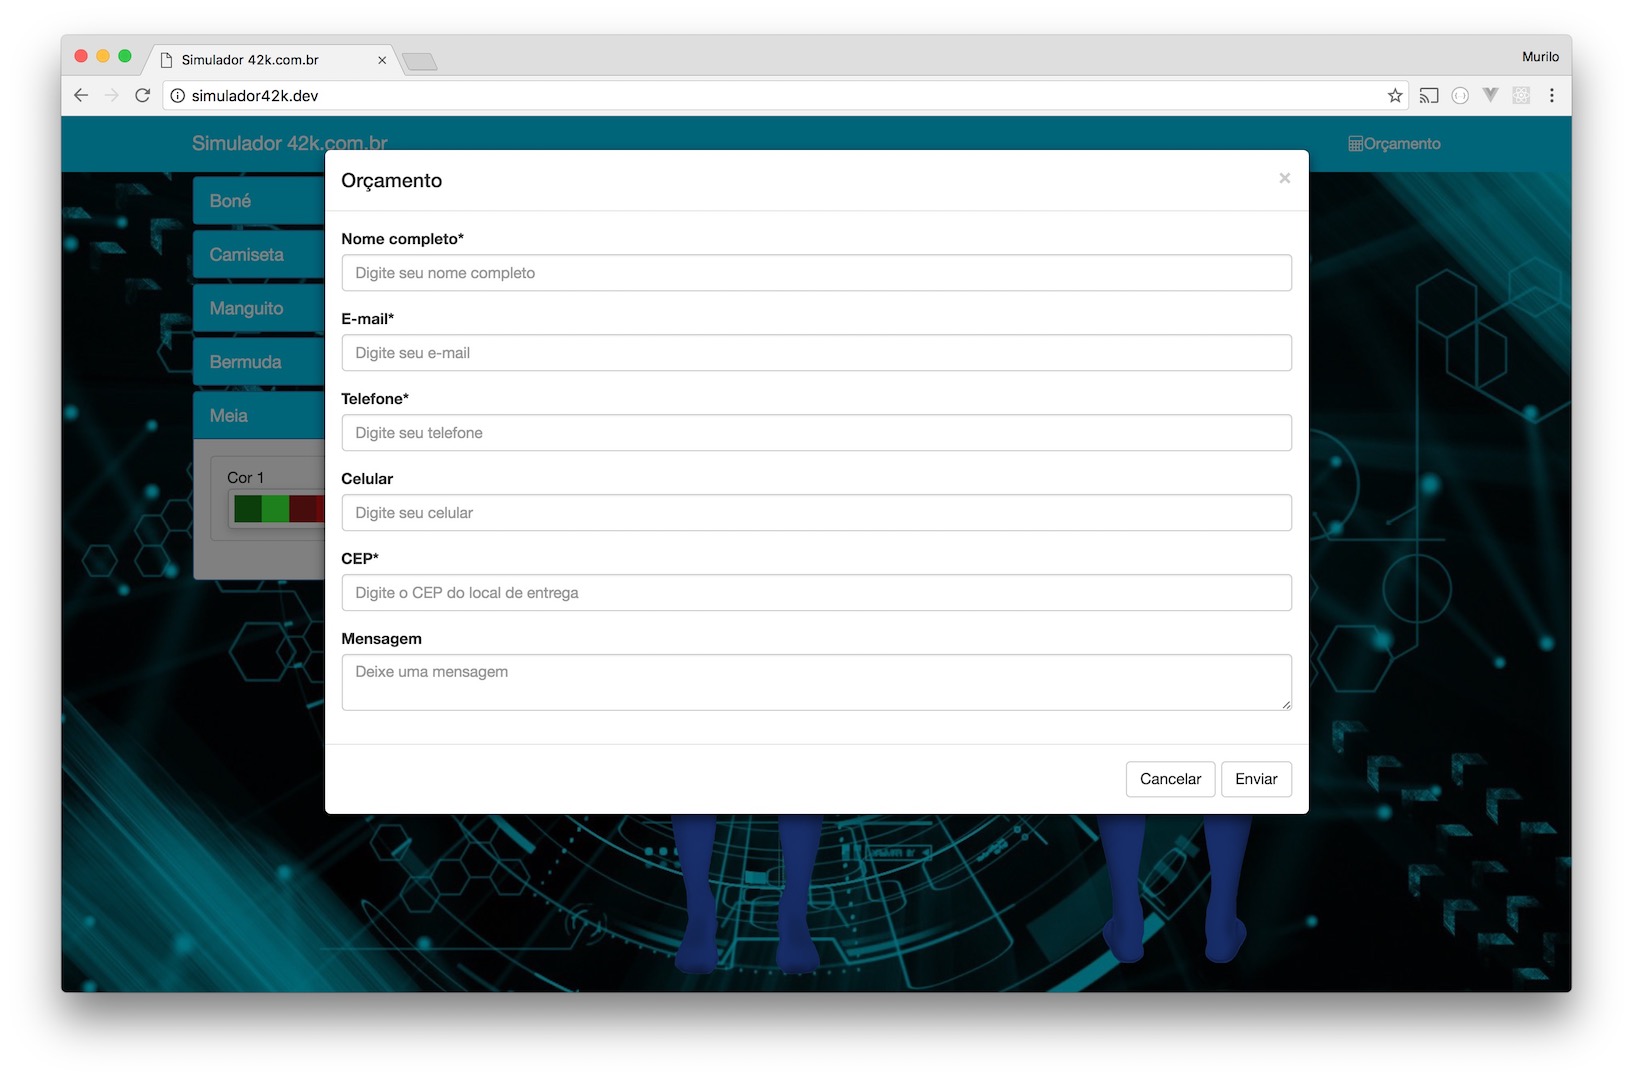 Simulador 42k.com.br
Murilo
simulador42k.dev
Simulador 42k.com.br
Orçamento
Boné
Camiseta
Manguito
Bermuda
Meia
Cor 1
Orçamento
×
Nome completo*
Digite seu nome completo
E-mail*
Digite seu e-mail
Telefone*
Digite seu telefone
Celular
Digite seu celular
CEP*
Digite o CEP do local de entrega
Mensagem
Deixe uma mensagem
Cancelar
Enviar